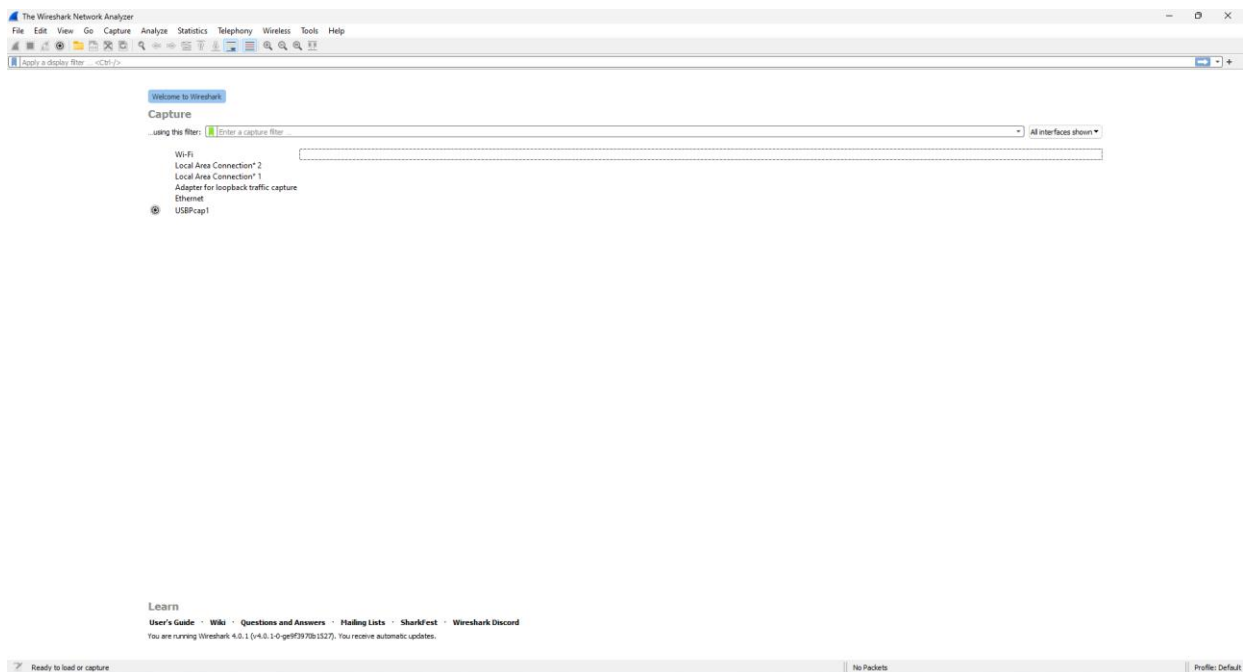 The Wireshark Network Analyzer
File Edit View Go Capture Analyze Statistics Telephony Wireless Tools Help
Apply a display filter ... <Ctrl-/>
Welcome to Wireshark
Capture
...using this filter: Enter a capture filter ... All interfaces shown
Wi-Fi
Local Area Connection* 2
Local Area Connection* 1
Adapter for loopback traffic capture
Ethernet
USBPcap1
Learn
User's Guide · Wiki · Questions and Answers · Mailing Lists · SharkFest · Wireshark Discord
You are running Wireshark 4.0.1 (v4.0.1-0-ge9f3970b1527). You receive automatic updates.
Ready to load or capture No Packets Profile: Default